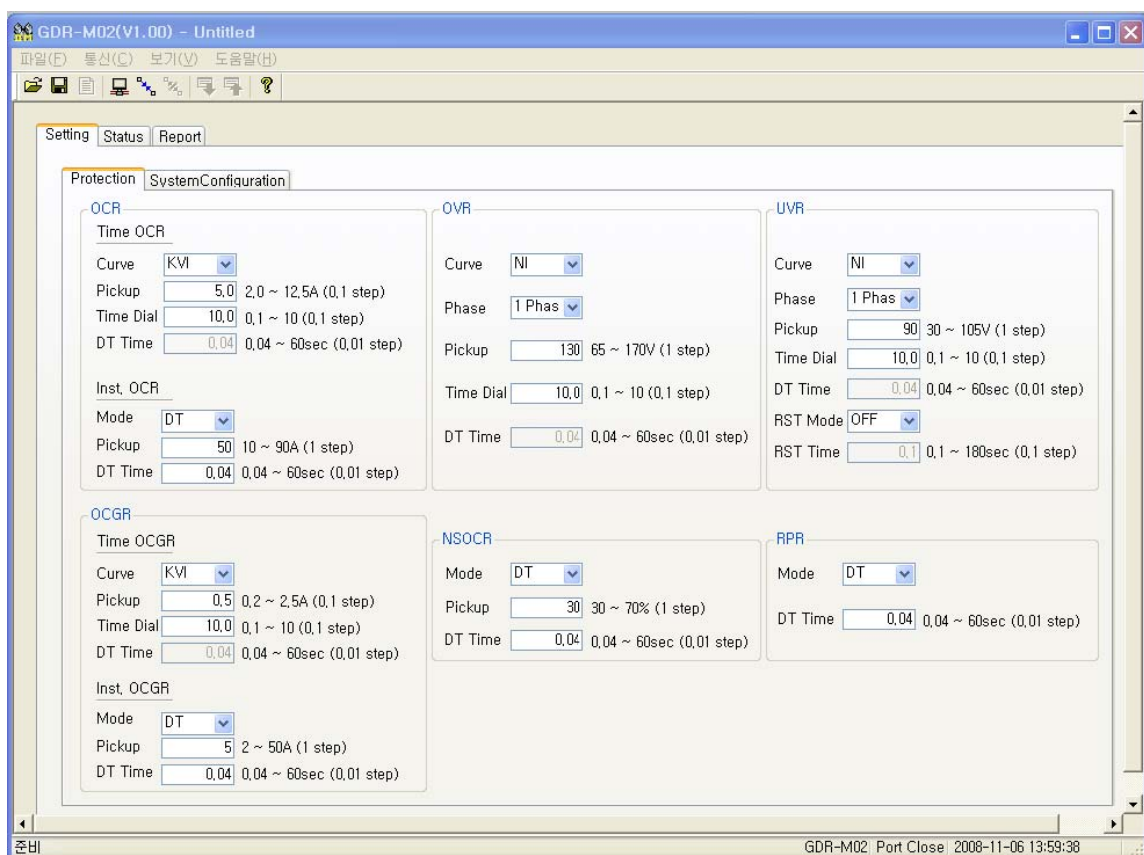 GDR-M02(V1.00) - Untitled
파일(F) 통신(C) 보기(V) 도움말(H)
Setting Status Report
Protection SystemConfiguration
OCR
Time OCR
Curve KVI
Pickup 5.0 2.0 ~ 12.5A (0.1 step)
Time Dial 10.0 0.1 ~ 10 (0.1 step)
DT Time 0.04 0.04 ~ 60sec (0.01 step)
Inst. OCR
Mode DT
Pickup 50 10 ~ 90A (1 step)
DT Time 0.04 0.04 ~ 60sec (0.01 step)
OVR
Curve NI
Phase 1 Phas
Pickup 130 65 ~ 170V (1 step)
Time Dial 10.0 0.1 ~ 10 (0.1 step)
DT Time 0.04 0.04 ~ 60sec (0.01 step)
UVR
Curve NI
Phase 1 Phas
Pickup 90 30 ~ 105V (1 step)
Time Dial 10.0 0.1 ~ 10 (0.1 step)
DT Time 0.04 0.04 ~ 60sec (0.01 step)
RST Mode OFF
RST Time 0.1 0.1 ~ 180sec (0.1 step)
OCGR
Time OCGR
Curve KVI
Pickup 0.5 0.2 ~ 2.5A (0.1 step)
Time Dial 10.0 0.1 ~ 10 (0.1 step)
DT Time 0.04 0.04 ~ 60sec (0.01 step)
Inst. OCGR
Mode DT
Pickup 5 2 ~ 50A (1 step)
DT Time 0.04 0.04 ~ 60sec (0.01 step)
NSOCR
Mode DT
Pickup 30 30 ~ 70% (1 step)
DT Time 0.04 0.04 ~ 60sec (0.01 step)
RPR
Mode DT
DT Time 0.04 0.04 ~ 60sec (0.01 step)
준비 GDR-M02 Port Close 2008-11-06 13:59:38